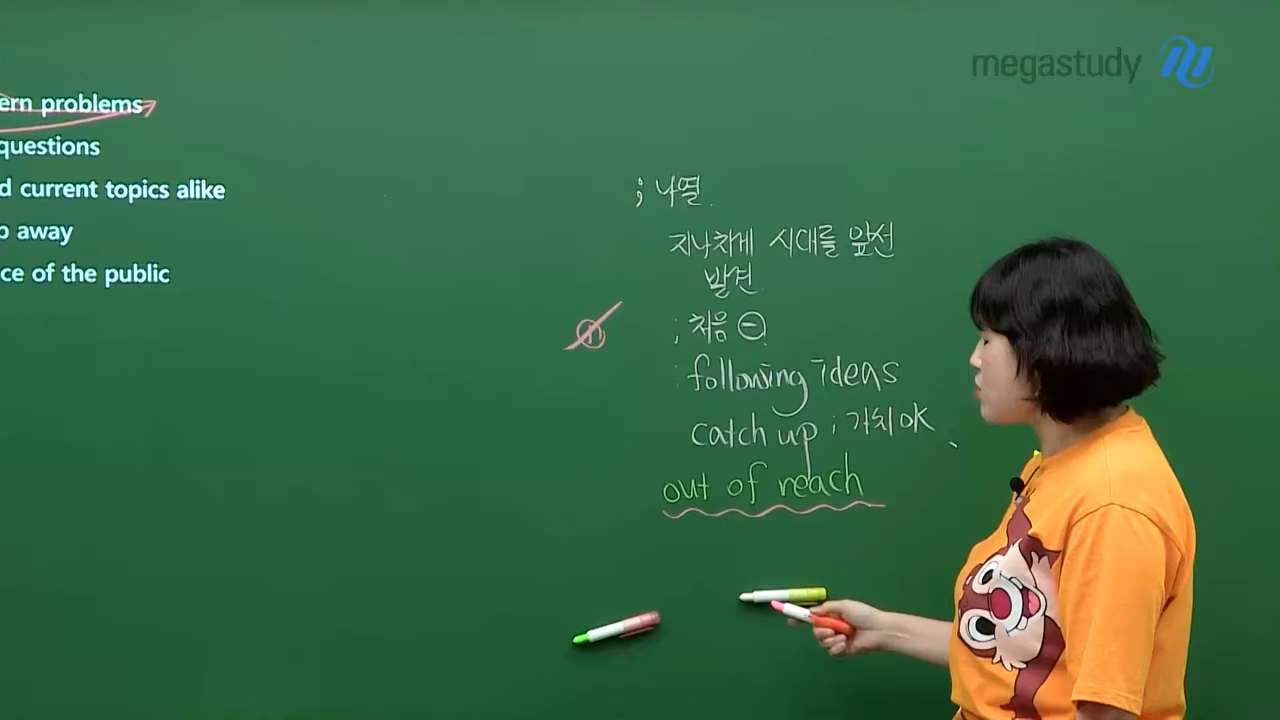 megastudy
ern problems
questions
d current topics alike
p away
ce of the public
; 나열.
지나치게 시대를 앞선
발견
; 처음 ⊖
; following ideas
catch up ; 가치 OK
out of reach